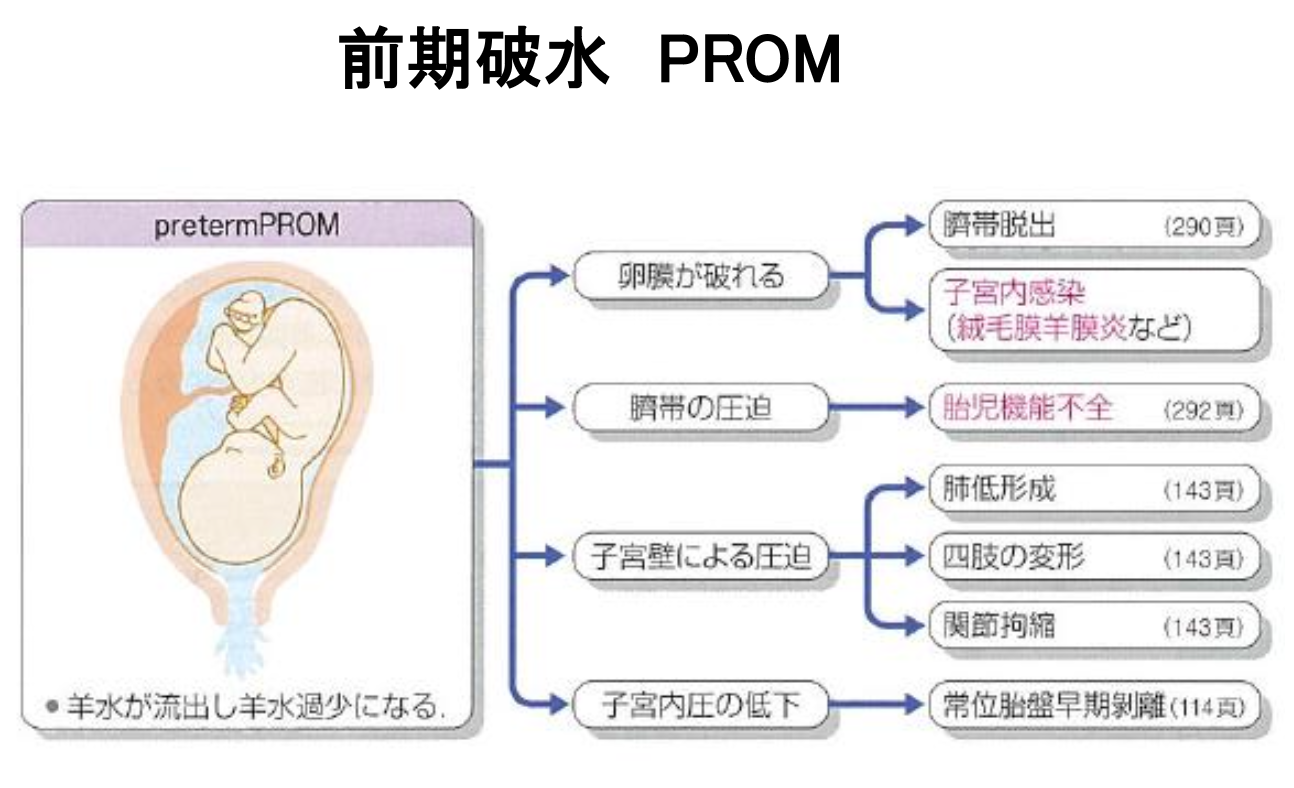 前期破水　PROM
pretermPROM
● 羊水が流出し羊水過少になる.
卵膜が破れる
臍帯の圧迫
子宮壁による圧迫
子宮内圧の低下
臍帯脱出 (290頁)
子宮内感染
(絨毛膜羊膜炎など)
胎児機能不全 (292頁)
肺低形成 (143頁)
四肢の変形 (143頁)
関節拘縮 (143頁)
常位胎盤早期剝離(114頁)